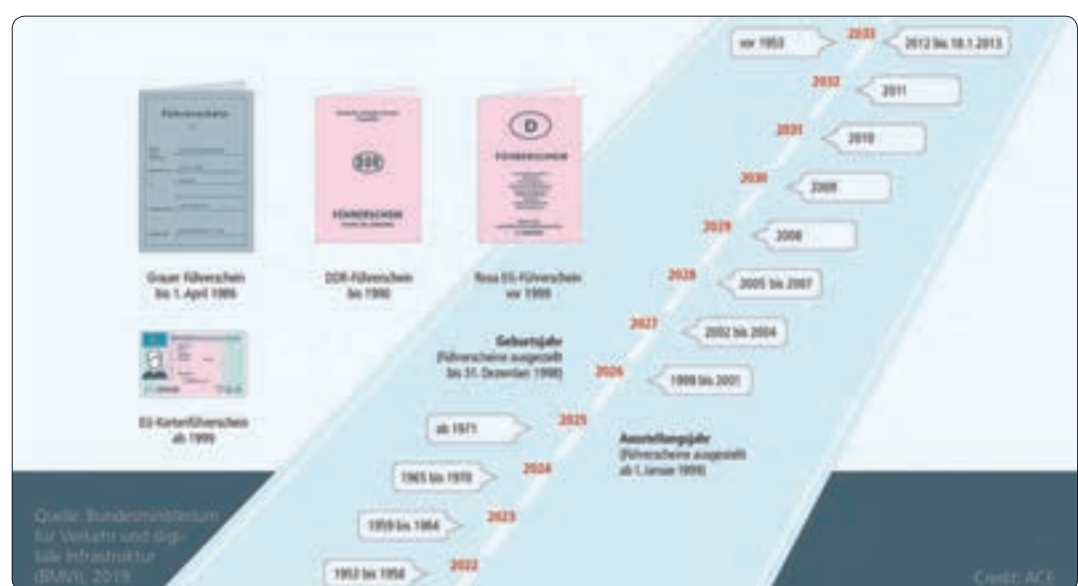 vor 1953
2033
2012 bis 18.1.2013
2032
2011
2031
2010
2030
2009
2029
2008
2028
2005 bis 2007
2027
2002 bis 2004
2026
1999 bis 2001
Führerschein
DDR
FÜHRERSCHEIN
D
FÜHRERSCHEIN
Grauer Führerschein
bis 1. April 1986
DDR-Führerschein
bis 1990
Rosa EG-Führerschein
vor 1999
EU-Kartenführerschein
ab 1999
Geburtsjahr
(Führerscheine ausgestellt
bis 31. Dezember 1998)
Ausstellungsjahr
(Führerscheine ausgestellt
ab 1. Januar 1999)
ab 1971
2025
1965 bis 1970
2024
1959 bis 1964
2023
1953 bis 1958
2022
Quelle: Bundesministerium
für Verkehr und digi-
tale Infrastruktur
(BMVI), 2019
Credit: ACE